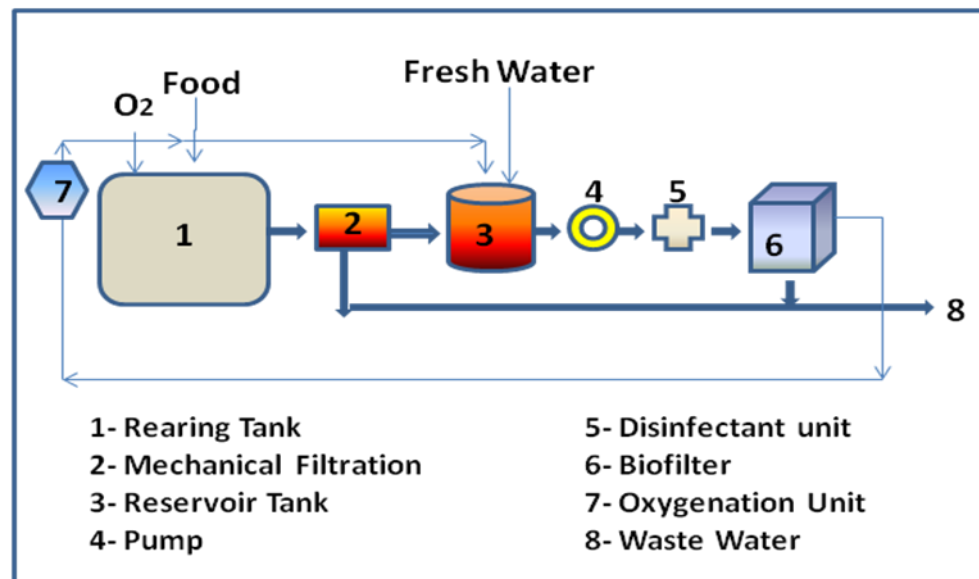 Food
Fresh Water
O2
7
1
2
3
4
5
6
8
1- Rearing Tank
2- Mechanical Filtration
3- Reservoir Tank
4- Pump
5- Disinfectant unit
6- Biofilter
7- Oxygenation Unit
8- Waste Water